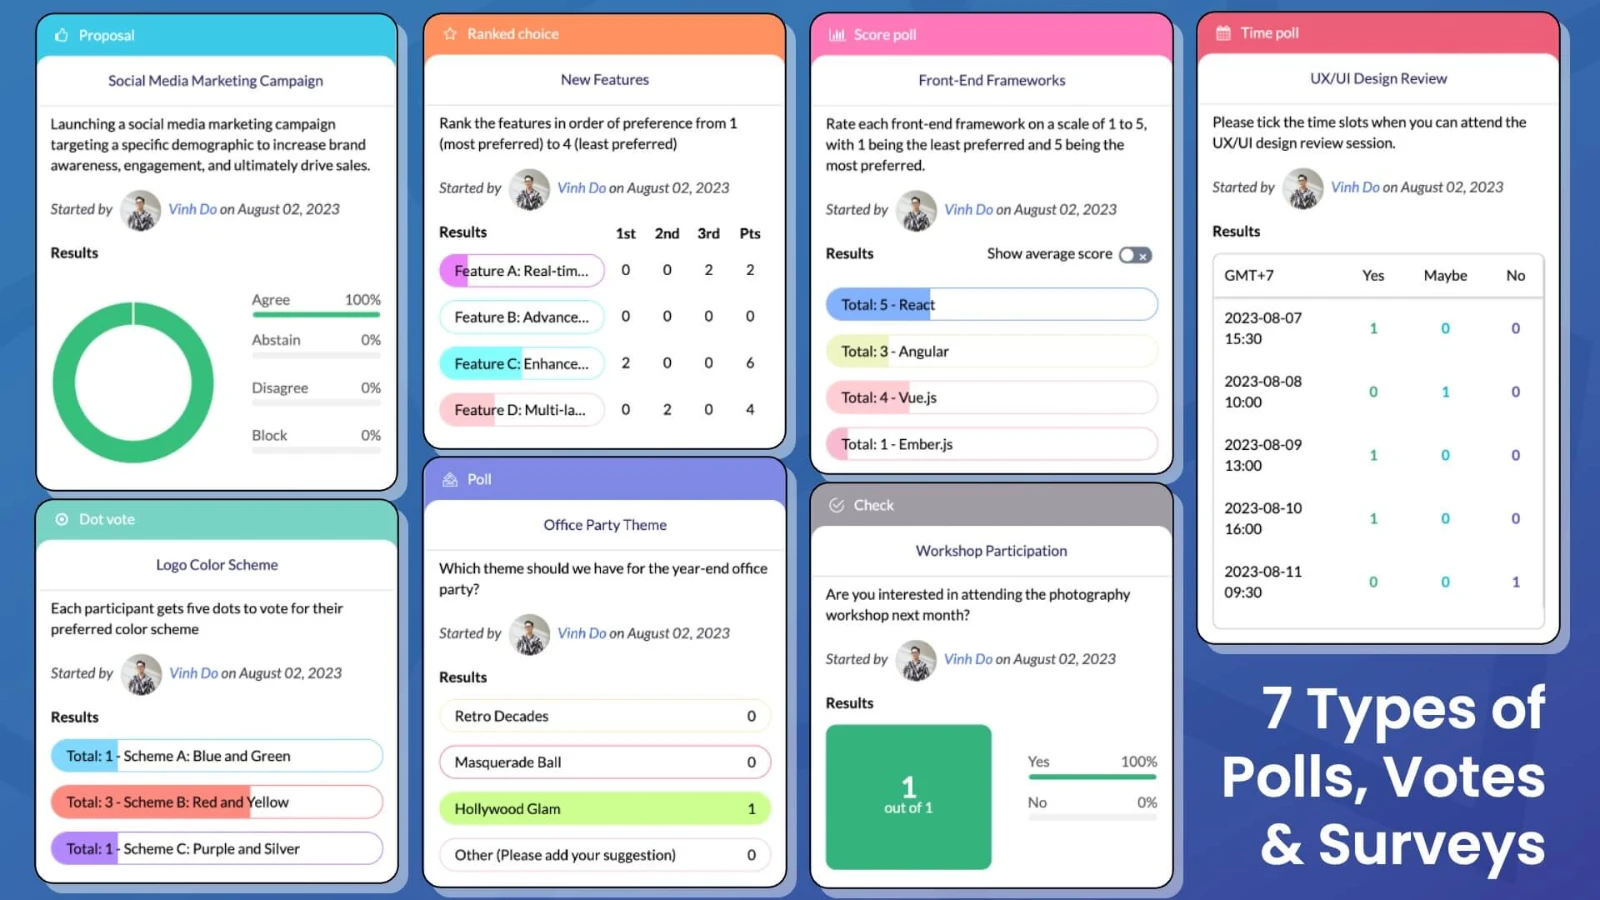 Proposal
Social Media Marketing Campaign
Launching a social media marketing campaign
targeting a specific demographic to increase brand
awareness, engagement, and ultimately drive sales.
Started by Vinh Do on August 02, 2023
Results
Agree 100%
Abstain 0%
Disagree 0%
Block 0%
Dot vote
Logo Color Scheme
Each participant gets five dots to vote for their
preferred color scheme
Started by Vinh Do on August 02, 2023
Results
Total: 1 - Scheme A: Blue and Green
Total: 3 - Scheme B: Red and Yellow
Total: 1 - Scheme C: Purple and Silver
Ranked choice
New Features
Rank the features in order of preference from 1
(most preferred) to 4 (least preferred)
Started by Vinh Do on August 02, 2023
Results 1st 2nd 3rd Pts
Feature A: Real-tim... 0 0 2 2
Feature B: Advance... 0 0 0 0
Feature C: Enhance... 2 0 0 6
Feature D: Multi-la... 0 2 0 4
Poll
Office Party Theme
Which theme should we have for the year-end office
party?
Started by Vinh Do on August 02, 2023
Results
Retro Decades 0
Masquerade Ball 0
Hollywood Glam 1
Other (Please add your suggestion) 0
Score poll
Front-End Frameworks
Rate each front-end framework on a scale of 1 to 5,
with 1 being the least preferred and 5 being the
most preferred.
Started by Vinh Do on August 02, 2023
Results Show average score
Total: 5 - React
Total: 3 - Angular
Total: 4 - Vue.js
Total: 1 - Ember.js
Check
Workshop Participation
Are you interested in attending the photography
workshop next month?
Started by Vinh Do on August 02, 2023
Results
1
out of 1
Yes 100%
No 0%
Time poll
UX/UI Design Review
Please tick the time slots when you can attend the
UX/UI design review session.
Started by Vinh Do on August 02, 2023
Results
GMT+7 Yes Maybe No
2023-08-07
15:30 1 0 0
2023-08-08
10:00 0 1 0
2023-08-09
13:00 1 0 0
2023-08-10
16:00 1 0 0
2023-08-11
09:30 0 0 1
7 Types of
Polls, Votes
& Surveys